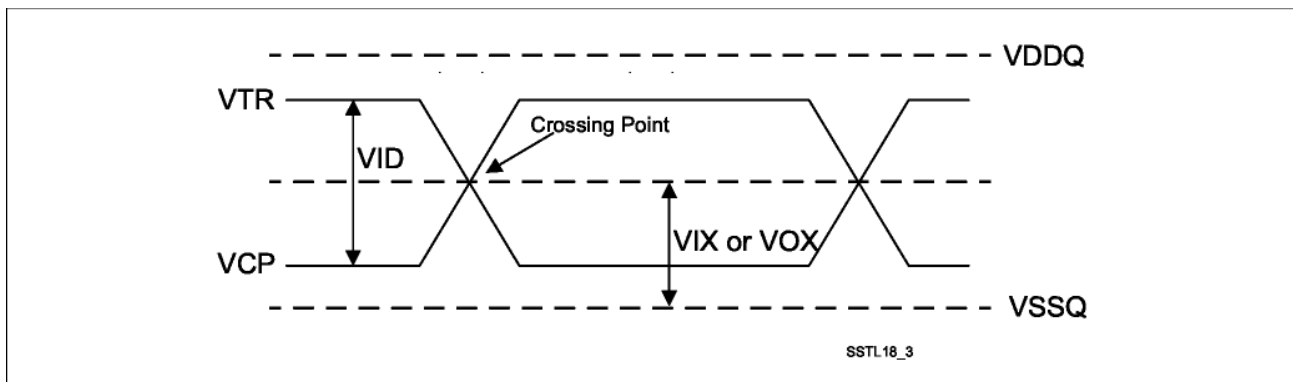 VDDQ
VTR
Crossing Point
VID
VIX or VOX
VCP
VSSQ
SSTL18_3